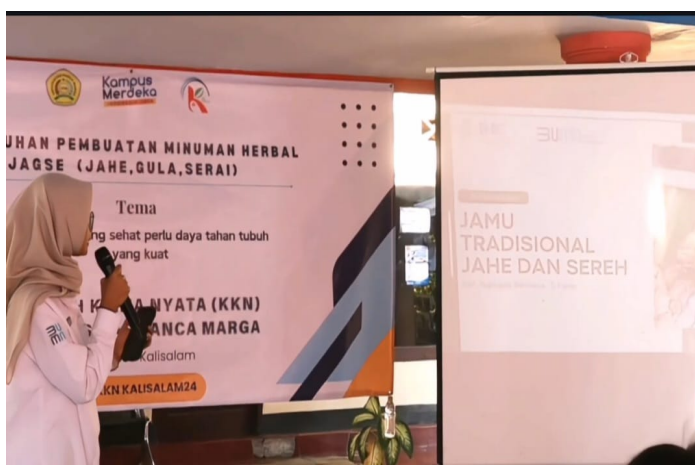 Kampus
Merdeka
UHAN PEMBUATAN MINUMAN HERBAL
JAGSE (JAHE,GULA,SERAI)
Tema
ng sehat perlu daya tahan tubuh
yang kuat
NYATA (KKN)
ANCA MARGA
Kalisalam
KN KALISALAM24
JAMU
TRADISIONAL
JAHE DAN SEREH